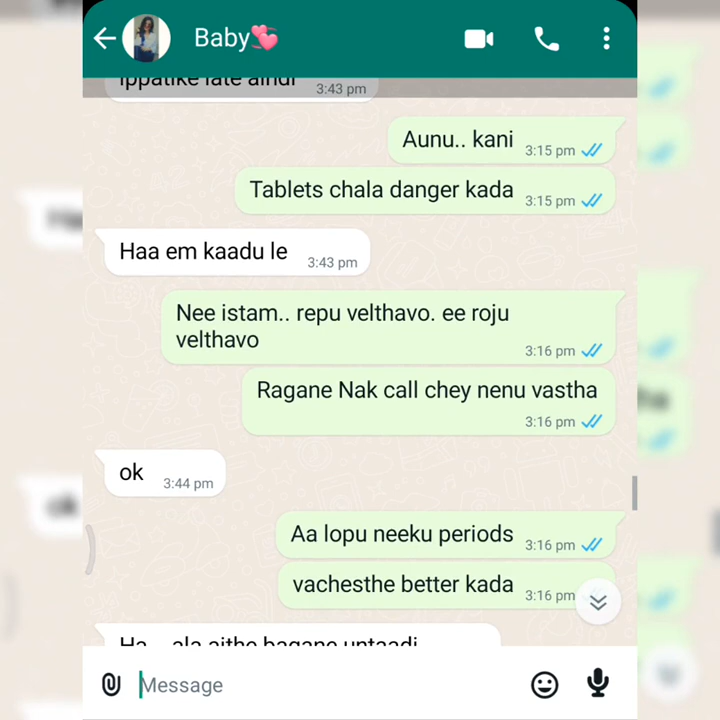 Baby💞
ippatike late aindi
3:43 pm
Aunu.. kani
3:15 pm
Tablets chala danger kada
3:15 pm
Haa em kaadu le
3:43 pm
Nee istam.. repu velthavo. ee roju
velthavo
3:16 pm
Ragane Nak call chey nenu vastha
3:16 pm
ok
3:44 pm
Aa lopu neeku periods
3:16 pm
vachesthe better kada
3:16 pm
Ha... ala aithe bagane untaadi
Message